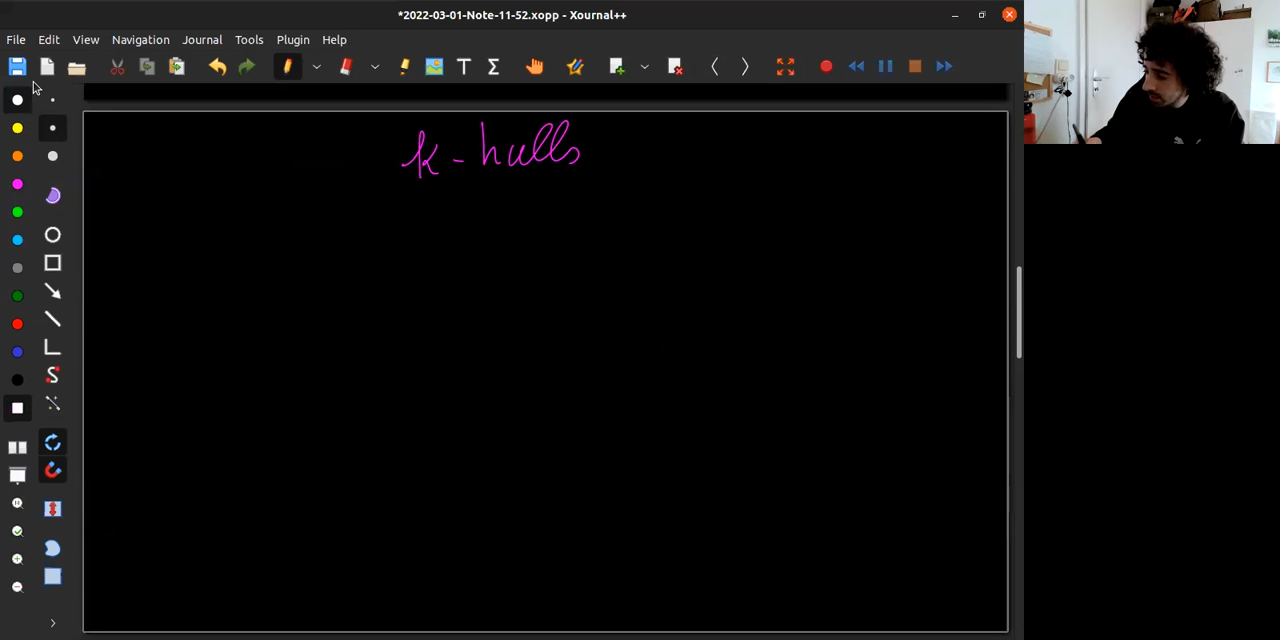 *2022-03-01-Note-11-52.xopp - Xournal++
File Edit View Navigation Journal Tools Plugin Help
k-hulls